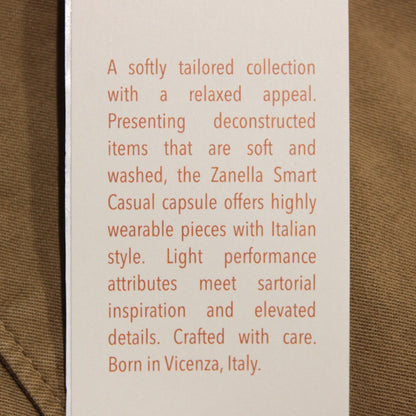 A softly tailored collection
with a relaxed appeal.
Presenting deconstructed
items that are soft and
washed, the Zanella Smart
Casual capsule offers highly
wearable pieces with Italian
style. Light performance
attributes meet sartorial
inspiration and elevated
details. Crafted with care.
Born in Vicenza, Italy.